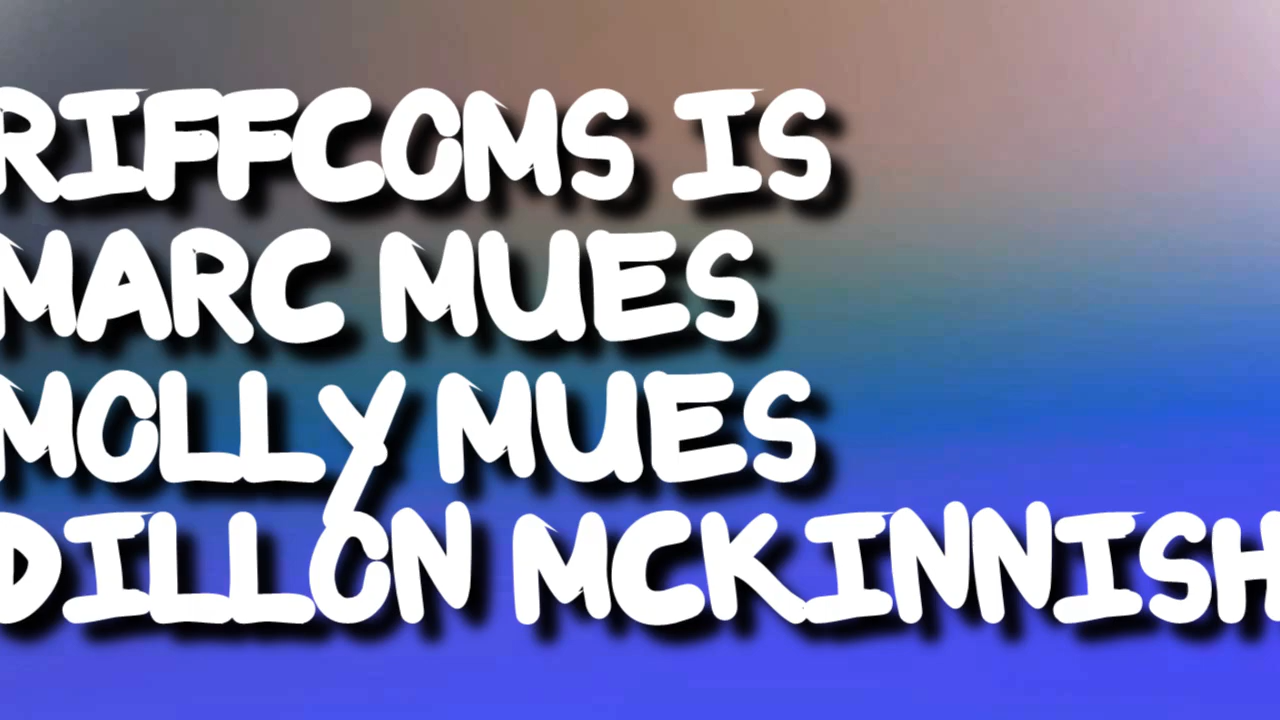 RIFFCOMS IS
MARC MUES
MOLLY MUES
DILLON MCKINNISH